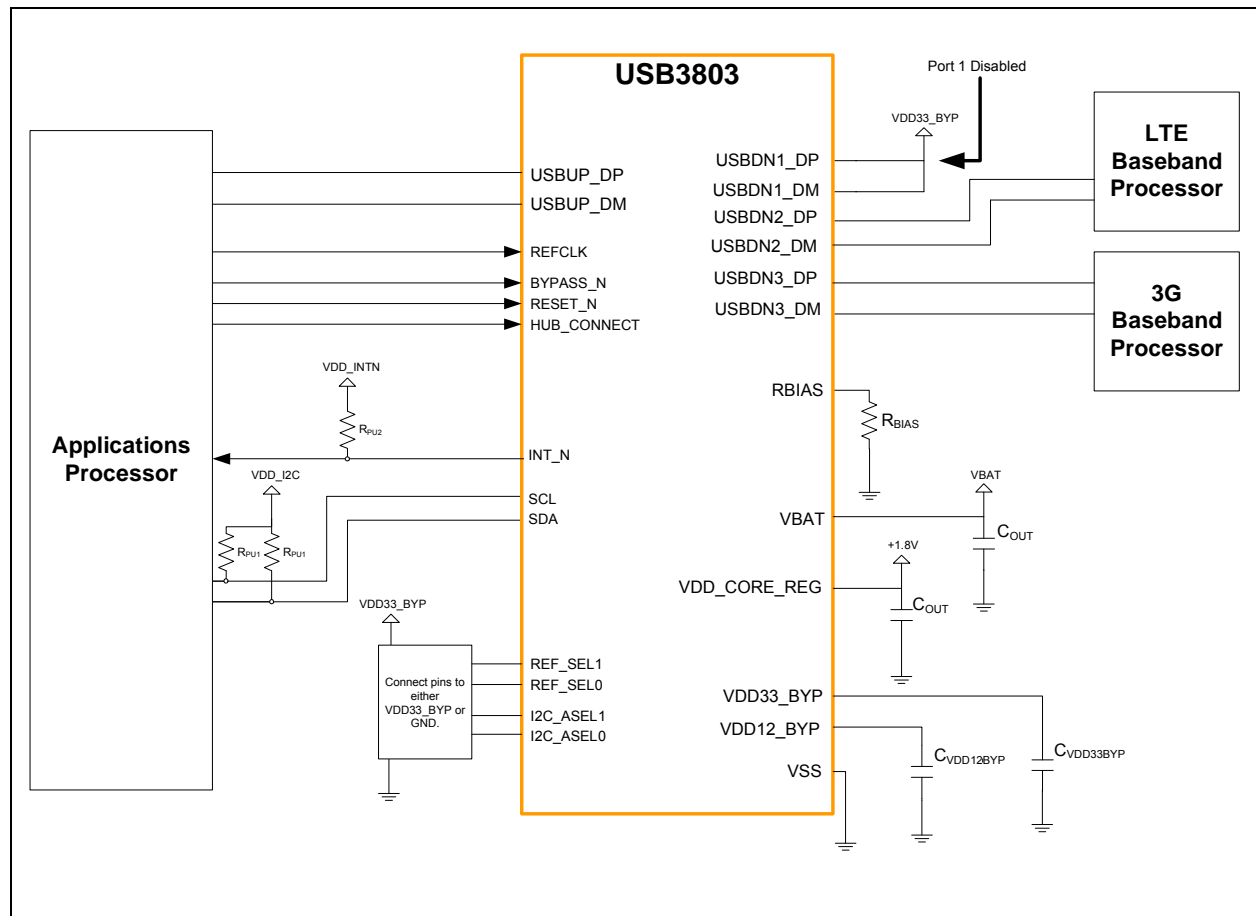 USB3803
Port 1 Disabled
VDD33_BYP
LTE
Baseband
Processor
USBUP_DP
USBUP_DM
REFCLK
BYPASS_N
RESET_N
HUB_CONNECT
USBDN1_DP
USBDN1_DM
USBDN2_DP
USBDN2_DM
USBDN3_DP
USBDN3_DM
3G
Baseband
Processor
VDD_INTN
RPU2
INT_N
Applications
Processor
VDD_I2C
RPU1
RPU1
SCL
SDA
RBIAS
RBIAS
VBAT
VBAT
COUT
+1.8V
VDD_CORE_REG
COUT
VDD33_BYP
Connect pins to
either
VDD33_BYP or
GND.
REF_SEL1
REF_SEL0
I2C_ASEL1
I2C_ASEL0
VDD33_BYP
VDD12_BYP
VSS
CVDD12BYP
CVDD33BYP